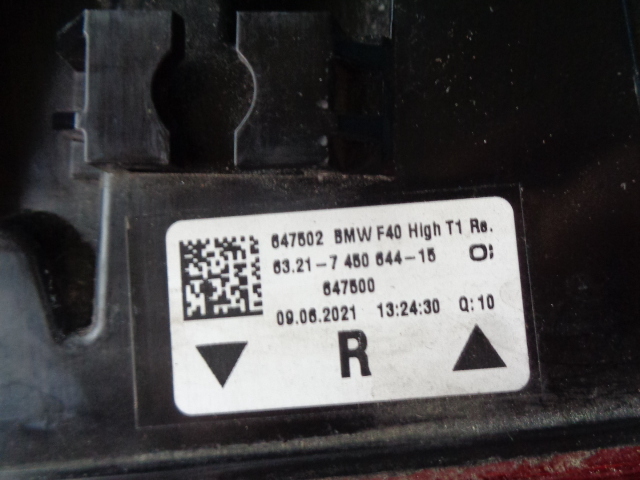 647502 BMW F40 High T1 Re.
63.21-7 450 644-15
647500
09.06.2021 13:24:30 Q:10
R